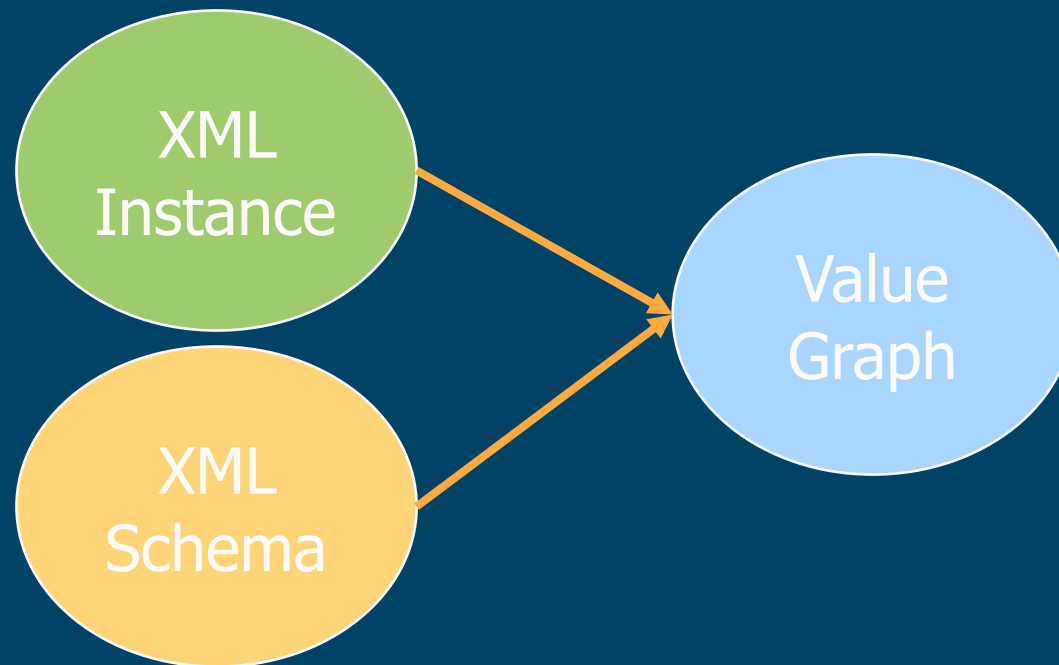 XML
Instance
Value
Graph
XML
Schema